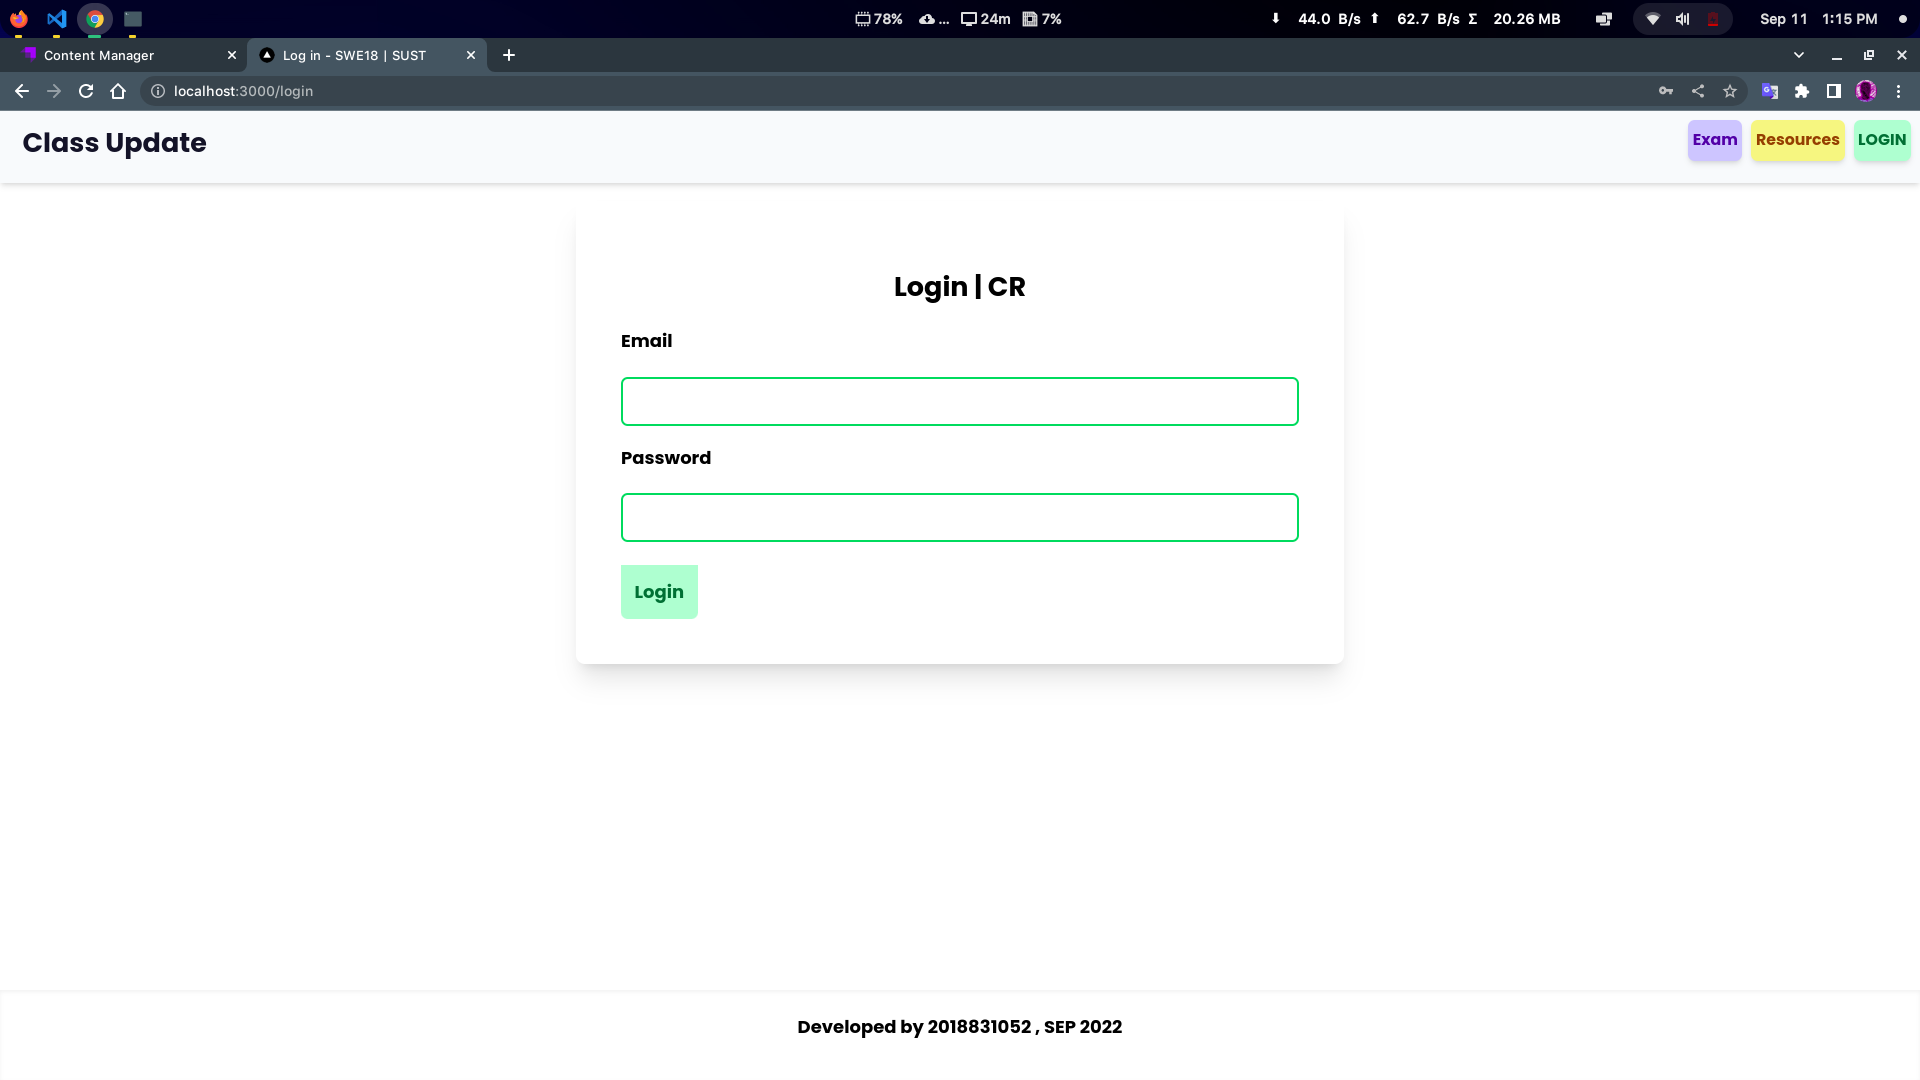 78% ... 24m 7% 44.0 B/s 62.7 B/s Σ 20.26 MB Sep 11 1:15 PM
Content Manager Log in - SWE18 | SUST
localhost:3000/login
Class Update Exam Resources LOGIN
Login | CR
Email
Password
Login
Developed by 2018831052 , SEP 2022